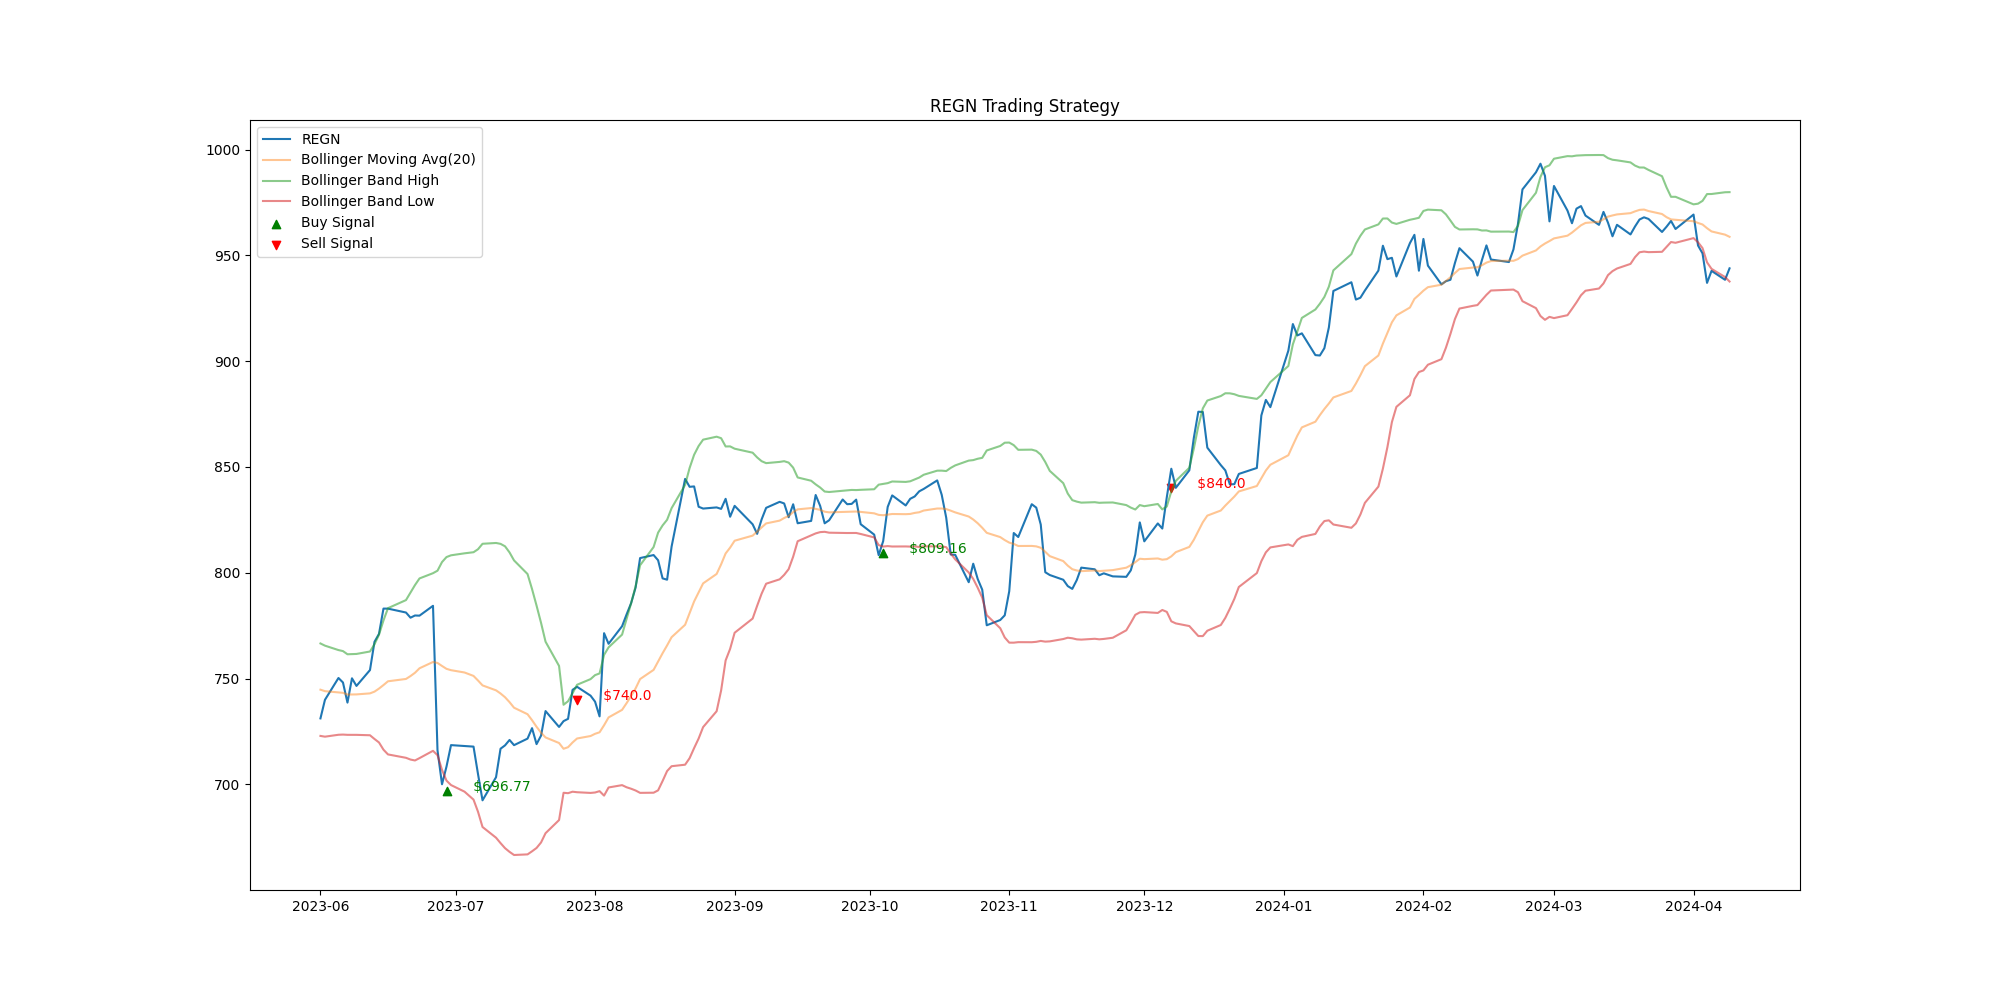 REGN Trading Strategy
REGN
Bollinger Moving Avg(20)
Bollinger Band High
Bollinger Band Low
Buy Signal
Sell Signal
1000
950
900
850
800
750
700
$840.0
$809.16
$740.0
$696.77
2023-06 2023-07 2023-08 2023-09 2023-10 2023-11 2023-12 2024-01 2024-02 2024-03 2024-04